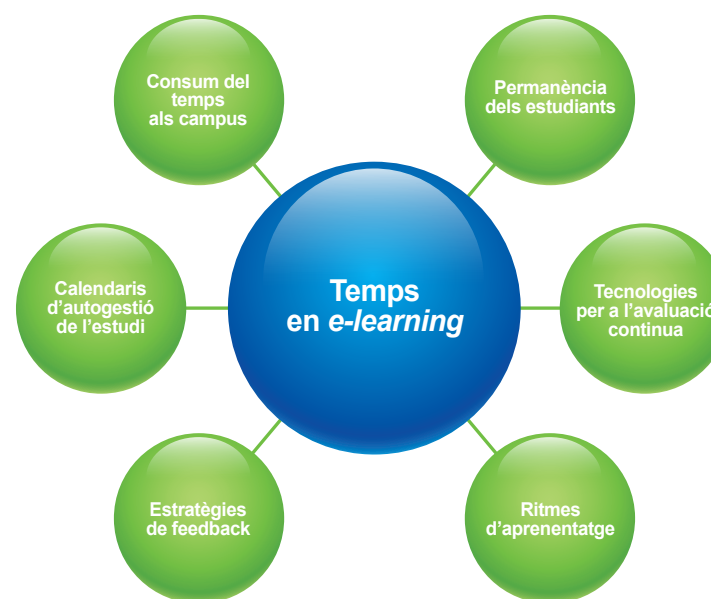 Consum del
temps
als campus
Permanència
dels estudiants
Calendaris
d'autogestió
de l'estudi
Temps
en e-learning
Tecnologies
per a l'avaluació
continua
Estratègies
de feedback
Ritmes
d'aprenentatge